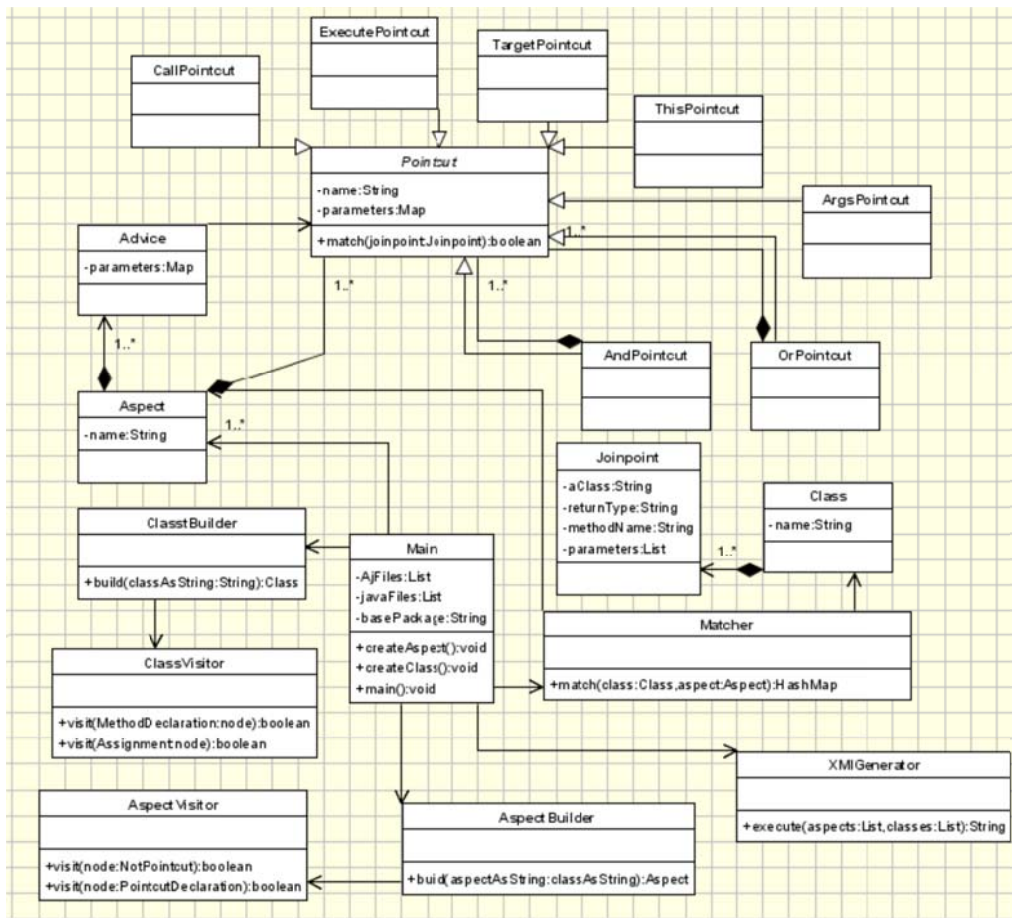 ExecutePointcut
TargetPointcut
CallPointcut
ThisPointcut
Pointcut
-name:String
-parameters:Map
+match(joinpoint:Joinpoint):boolean
ArgsPointcut
Advice
-parameters:Map
1..*
1..*
1..*
1..*
AndPointcut
OrPointcut
Aspect
-name:String
1..*
Joinpoint
-aClass:String
-returnType:String
-methodName:String
-parameters:List
Class
-name:String
1..*
ClasstBuilder
+build(classAsString:String):Class
Main
-AjFiles:List
-javaFiles:List
-basePackage:String
+createAspect():void
+createClass():void
+main():void
Matcher
+match(class:Class,aspect:Aspect):HashMap
ClassVisitor
+visit(MethodDeclaration:node):boolean
+visit(Assignment:node):boolean
XMIGenerator
+execute(aspects:List,classes:List):String
AspectVisitor
+visit(node:NotPointcut):boolean
+visit(node:PointcutDeclaration):boolean
AspectBuilder
+buid(aspectAsString:classAsString):Aspect